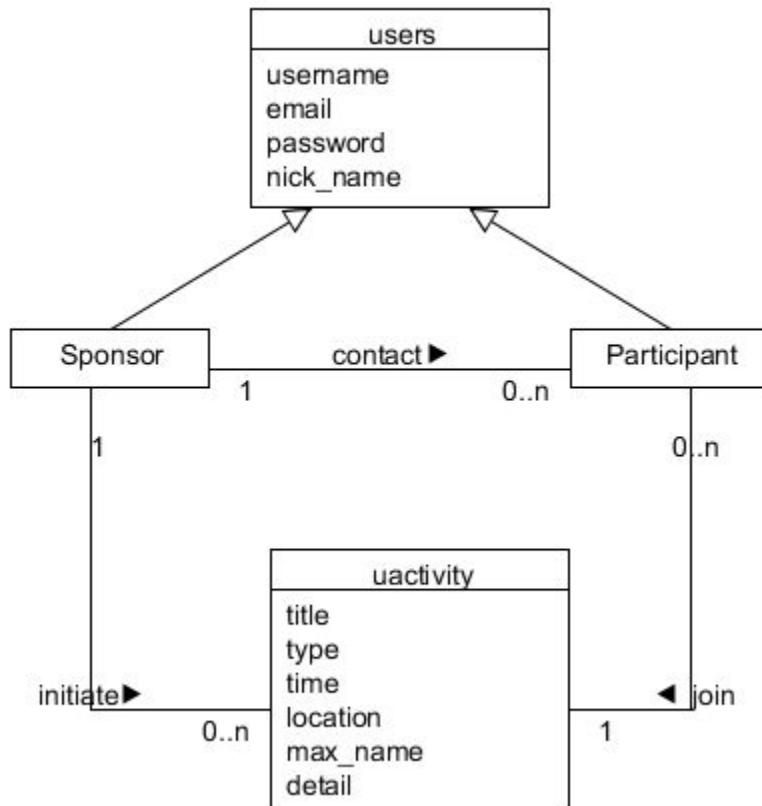 users
username
email
password
nick_name
Sponsor
contact
Participant
1
0..n
1
0..n
uactivity
title
type
time
location
max_name
detail
initiate
join
0..n
1